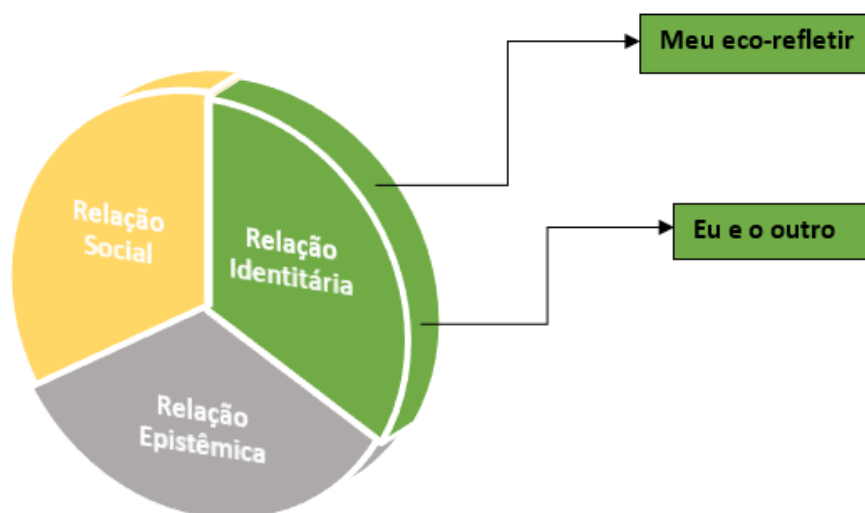 Meu eco-refletir
Relação
Social
Relação
Identitária
Eu e o outro
Relação
Epistêmica